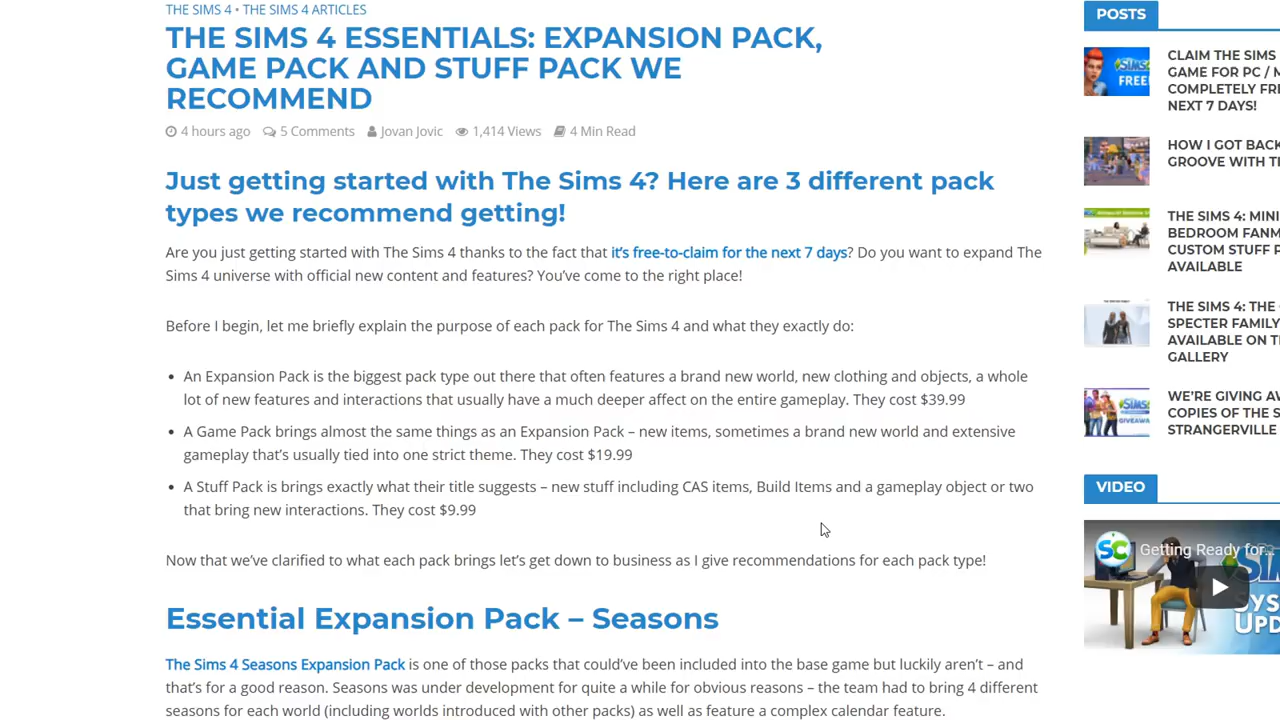 THE SIMS 4 • THE SIMS 4 ARTICLES
THE SIMS 4 ESSENTIALS: EXPANSION PACK,
GAME PACK AND STUFF PACK WE
RECOMMEND
4 hours ago 5 Comments Jovan Jovic 1,414 Views 4 Min Read
Just getting started with The Sims 4? Here are 3 different pack
types we recommend getting!
Are you just getting started with The Sims 4 thanks to the fact that it's free-to-claim for the next 7 days? Do you want to expand The
Sims 4 universe with official new content and features? You've come to the right place!
Before I begin, let me briefly explain the purpose of each pack for The Sims 4 and what they exactly do:
• An Expansion Pack is the biggest pack type out there that often features a brand new world, new clothing and objects, a whole
lot of new features and interactions that usually have a much deeper affect on the entire gameplay. They cost $39.99
• A Game Pack brings almost the same things as an Expansion Pack – new items, sometimes a brand new world and extensive
gameplay that's usually tied into one strict theme. They cost $19.99
• A Stuff Pack is brings exactly what their title suggests – new stuff including CAS items, Build Items and a gameplay object or two
that bring new interactions. They cost $9.99
Now that we've clarified to what each pack brings let's get down to business as I give recommendations for each pack type!
Essential Expansion Pack – Seasons
The Sims 4 Seasons Expansion Pack is one of those packs that could've been included into the base game but luckily aren't – and
that's for a good reason. Seasons was under development for quite a while for obvious reasons – the team had to bring 4 different
seasons for each world (including worlds introduced with other packs) as well as feature a complex calendar feature.
POSTS
CLAIM THE SIMS
GAME FOR PC / M
COMPLETELY FR
NEXT 7 DAYS!
HOW I GOT BACK
GROOVE WITH T
THE SIMS 4: MINI
BEDROOM FANM
CUSTOM STUFF P
AVAILABLE
THE SIMS 4: THE
SPECTER FAMILY
AVAILABLE ON T
GALLERY
WE'RE GIVING AW
COPIES OF THE S
STRANGERVILLE
VIDEO
SC Getting Ready for...
SYS
UPD